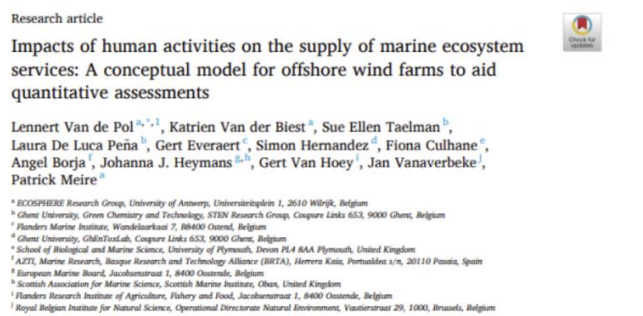 Research article
Check for
updates
Impacts of human activities on the supply of marine ecosystem
services: A conceptual model for offshore wind farms to aid
quantitative assessments
Lennert Van de Pol a,*,1, Katrien Van der Biest a, Sue Ellen Taelman b,
Laura De Luca Peña b, Gert Everaert c, Simon Hernandez d, Fiona Culhane e,
Angel Borja f, Johanna J. Heymans g,h, Gert Van Hoey i, Jan Vanaverbeke j,
Patrick Meire a
a ECOSPHERE Research Group, University of Antwerp, Universiteitsplein 1, 2610 Wilrijk, Belgium
b Ghent University, Green Chemistry and Technology, STEN Research Group, Coupure Links 653, 9000 Ghent, Belgium
c Flanders Marine Institute, Wandelaarkaai 7, B8400 Ostend, Belgium
d Ghent University, GhEnToxLab, Coupure Links 653, 9000 Ghent, Belgium
e School of Biological and Marine Science, University of Plymouth, Devon PL4 8AA Plymouth, United Kingdom
f AZTI, Marine Research, Basque Research and Technology Alliance (BRTA), Herrera Kaia, Portualdea z/n, 20110 Pasaia, Spain
g European Marine Board, Jacobsenstraat 1, 8400 Oostende, Belgium
h Scottish Association for Marine Science, Scottish Marine Institute, Oban, United Kingdom
i Flanders Research Institute of Agriculture, Fishery and Food, Jacobsenstraat 1, 8400 Oostende, Belgium
j Royal Belgian Institute for Natural Science, Operational Directorate Natural Environment, Vautierstraat 29, 1000, Brussels, Belgium